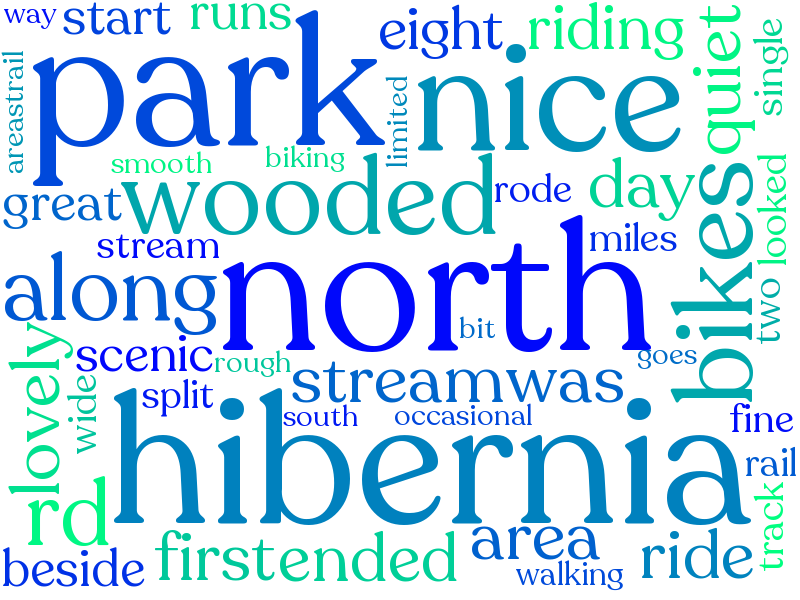 way
start
runs
eight
riding
quiet
single
areastrail
park
limited
nice
smooth
biking
wooded
rode
day
looked
great
bikes
stream
miles
along
north
two
bit
scenic
rough
goes
lovely
wide
split
streamwas
south
occasional
fine
hibernia
rail
rd
track
beside
firstended
area
walking
ride